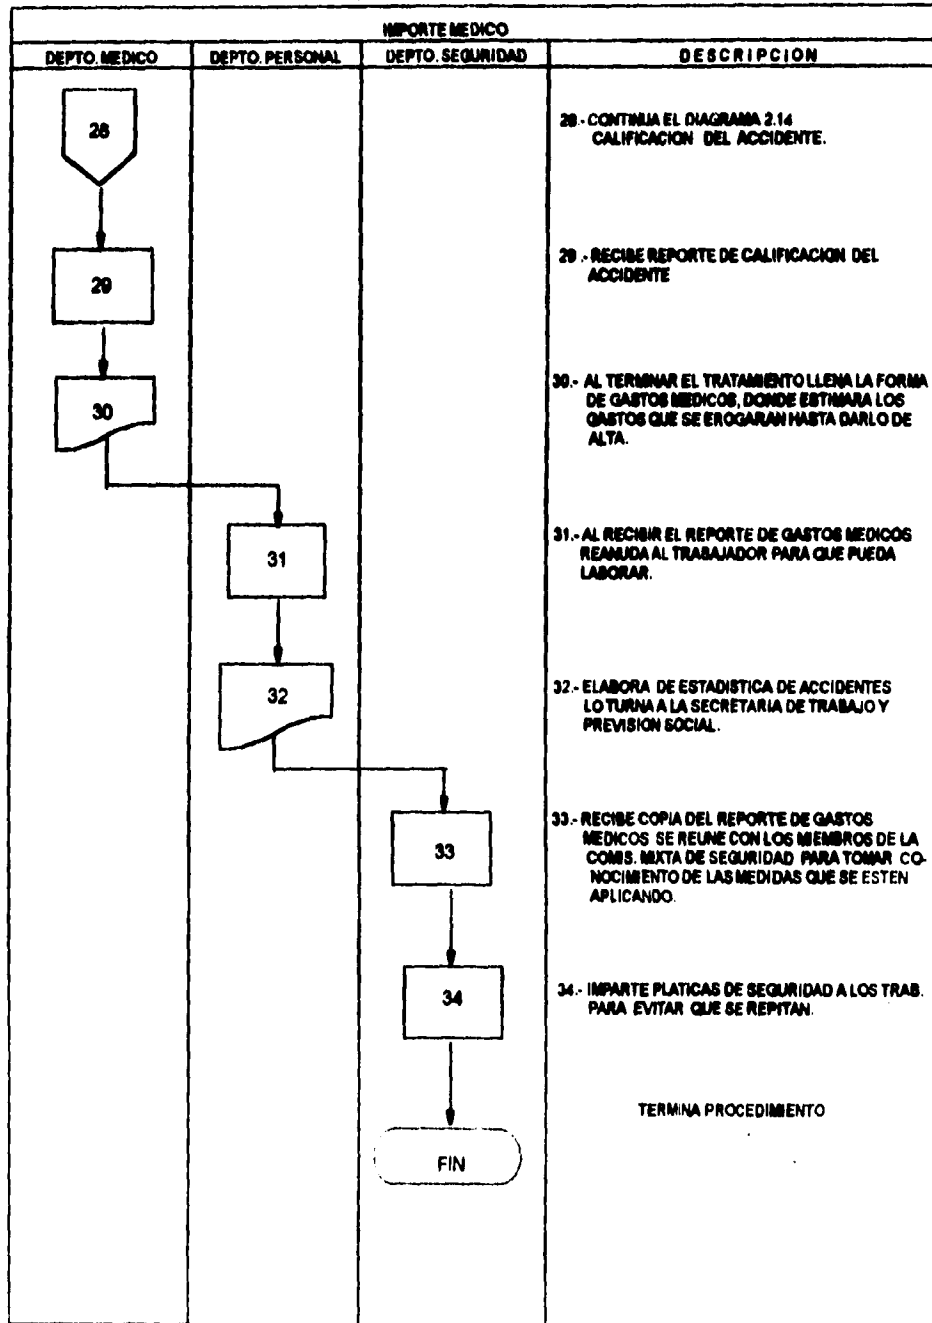 IMPORTE MEDICO
DEPTO. MEDICO
DEPTO. PERSONAL
DEPTO. SEGURIDAD
DESCRIPCION
28
28.- CONTINUA EL DIAGRAMA 2.14
CALIFICACION DEL ACCIDENTE.
29
29.- RECIBE REPORTE DE CALIFICACION DEL
ACCIDENTE
30
30.- AL TERMINAR EL TRATAMIENTO LLENA LA FORMA
DE GASTOS MEDICOS, DONDE ESTIMARA LOS
GASTOS QUE SE EROGARAN HASTA DARLO DE
ALTA.
31
31.- AL RECIBIR EL REPORTE DE GASTOS MEDICOS
REANUDA AL TRABAJADOR PARA QUE PUEDA
LABORAR.
32
32.- ELABORA DE ESTADISTICA DE ACCIDENTES
LO TURNA A LA SECRETARIA DE TRABAJO Y
PREVISION SOCIAL.
33
33.- RECIBE COPIA DEL REPORTE DE GASTOS
MEDICOS SE REUNE CON LOS MIEMBROS DE LA
COMIS. MIXTA DE SEGURIDAD PARA TOMAR CO-
NOCIMIENTO DE LAS MEDIDAS QUE SE ESTEN
APLICANDO.
34
34.- IMPARTE PLATICAS DE SEGURIDAD A LOS TRAB.
PARA EVITAR QUE SE REPITAN.
TERMINA PROCEDIMIENTO
FIN